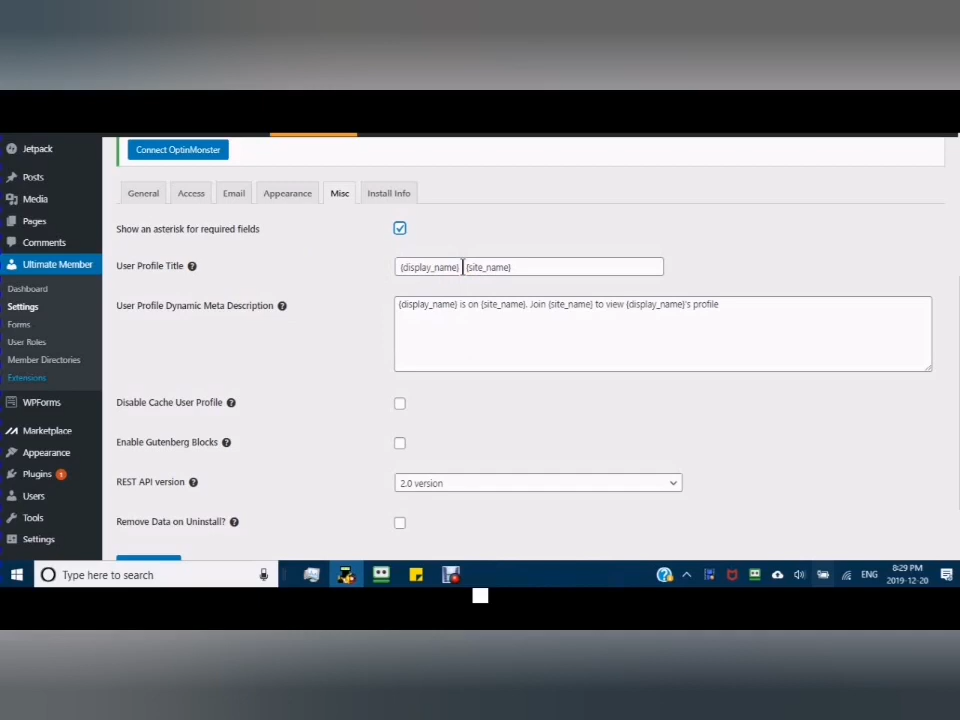 Jetpack
Connect OptinMonster
Posts
Media
General Access Email Appearance Misc Install Info
Pages
Show an asterisk for required fields
Comments
Ultimate Member
User Profile Title
{display_name} {site_name}
Dashboard
Settings
User Profile Dynamic Meta Description
{display_name} is on {site_name}. Join {site_name} to view {display_name}'s profile
Forms
User Roles
Member Directories
Extensions
WPForms
Disable Cache User Profile
Marketplace
Enable Gutenberg Blocks
Appearance
Plugins 1
REST API version
2.0 version
Users
Tools
Remove Data on Uninstall?
Settings
Type here to search
ENG
8:29 PM
2019-12-20